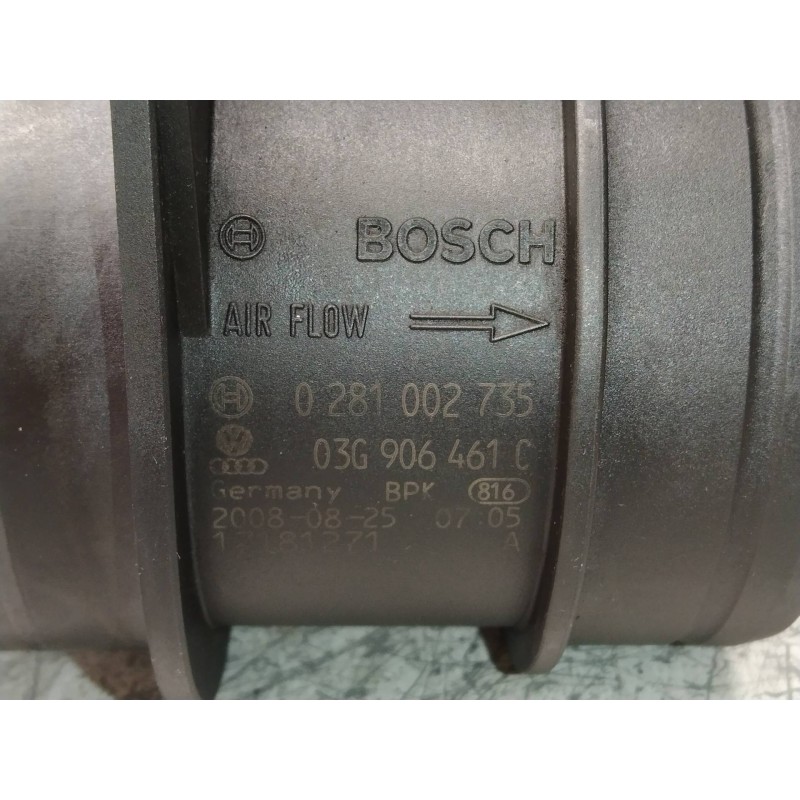 BOSCH
AIR FLOW
0 281 002 735
03G 906 461 C
Germany BPK 816
2008-08-25 07:05
A